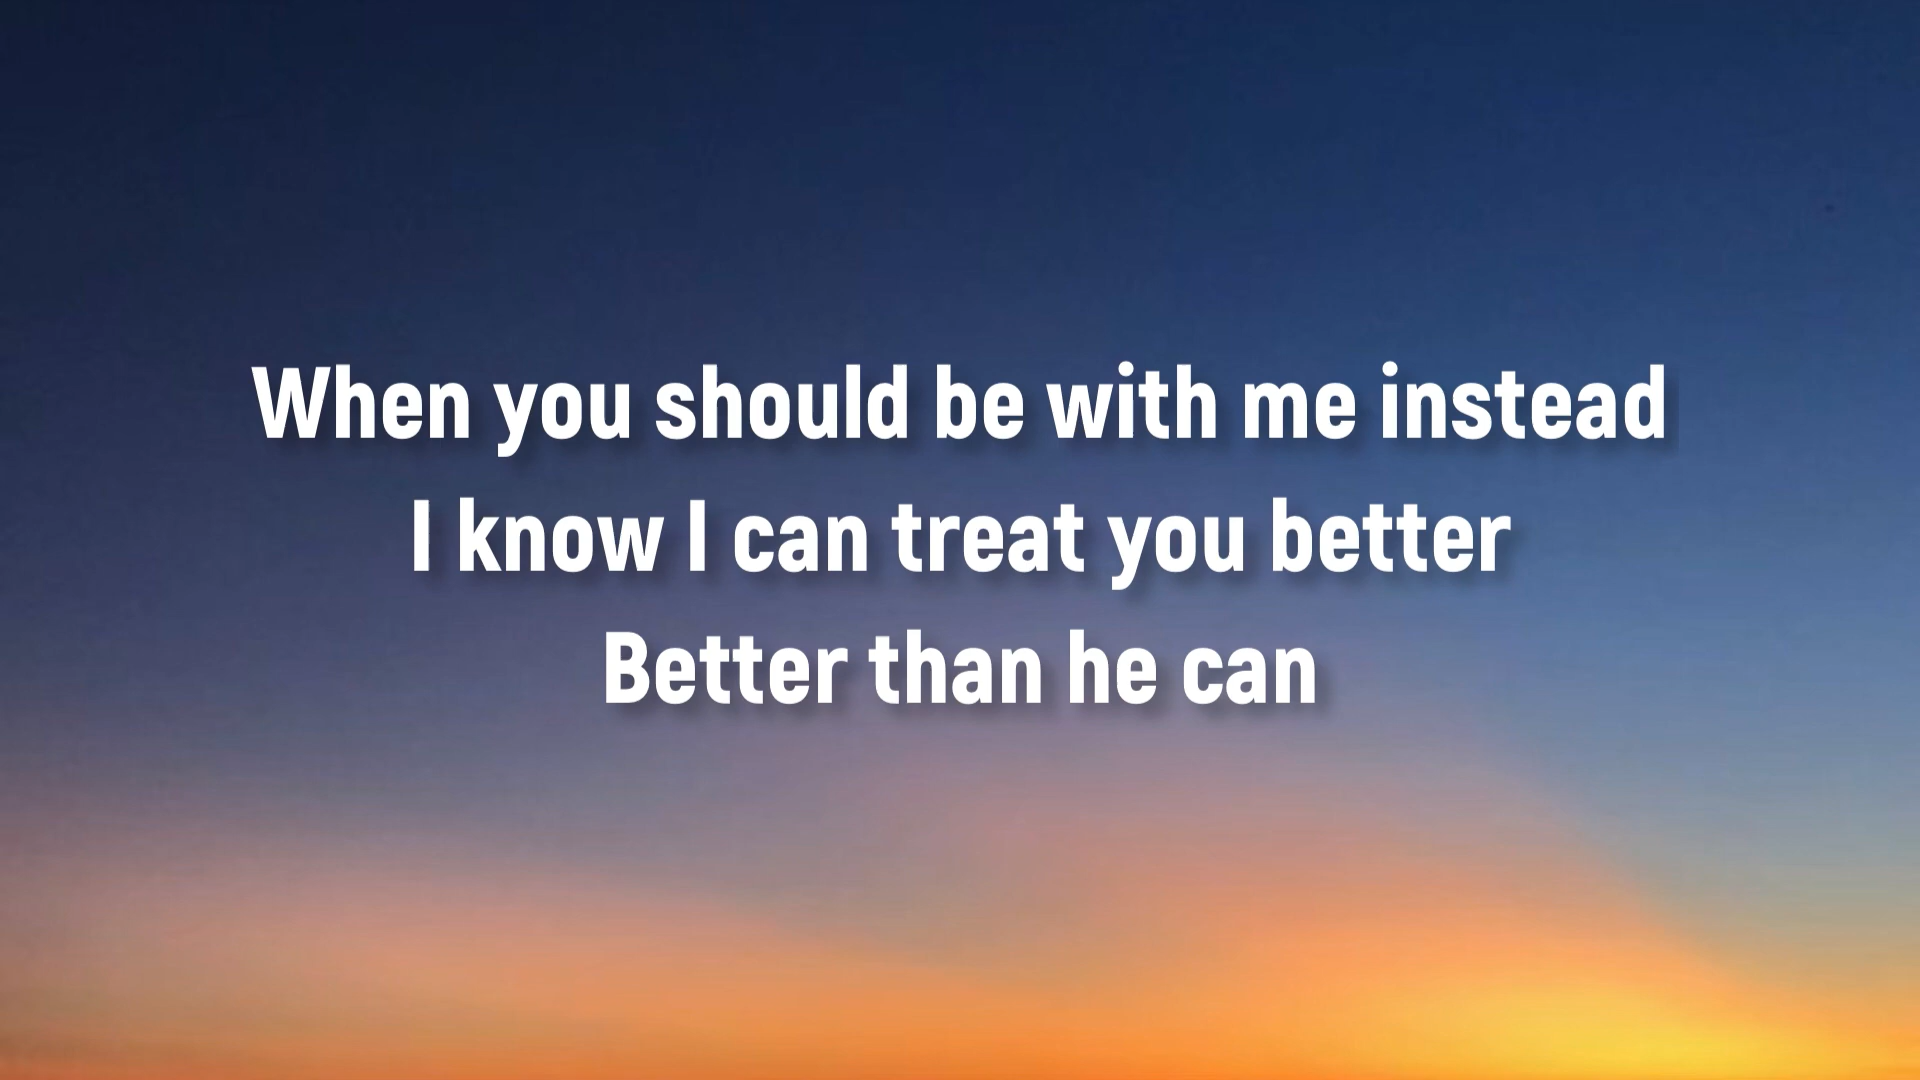 When you should be with me instead
I know I can treat you better
Better than he can